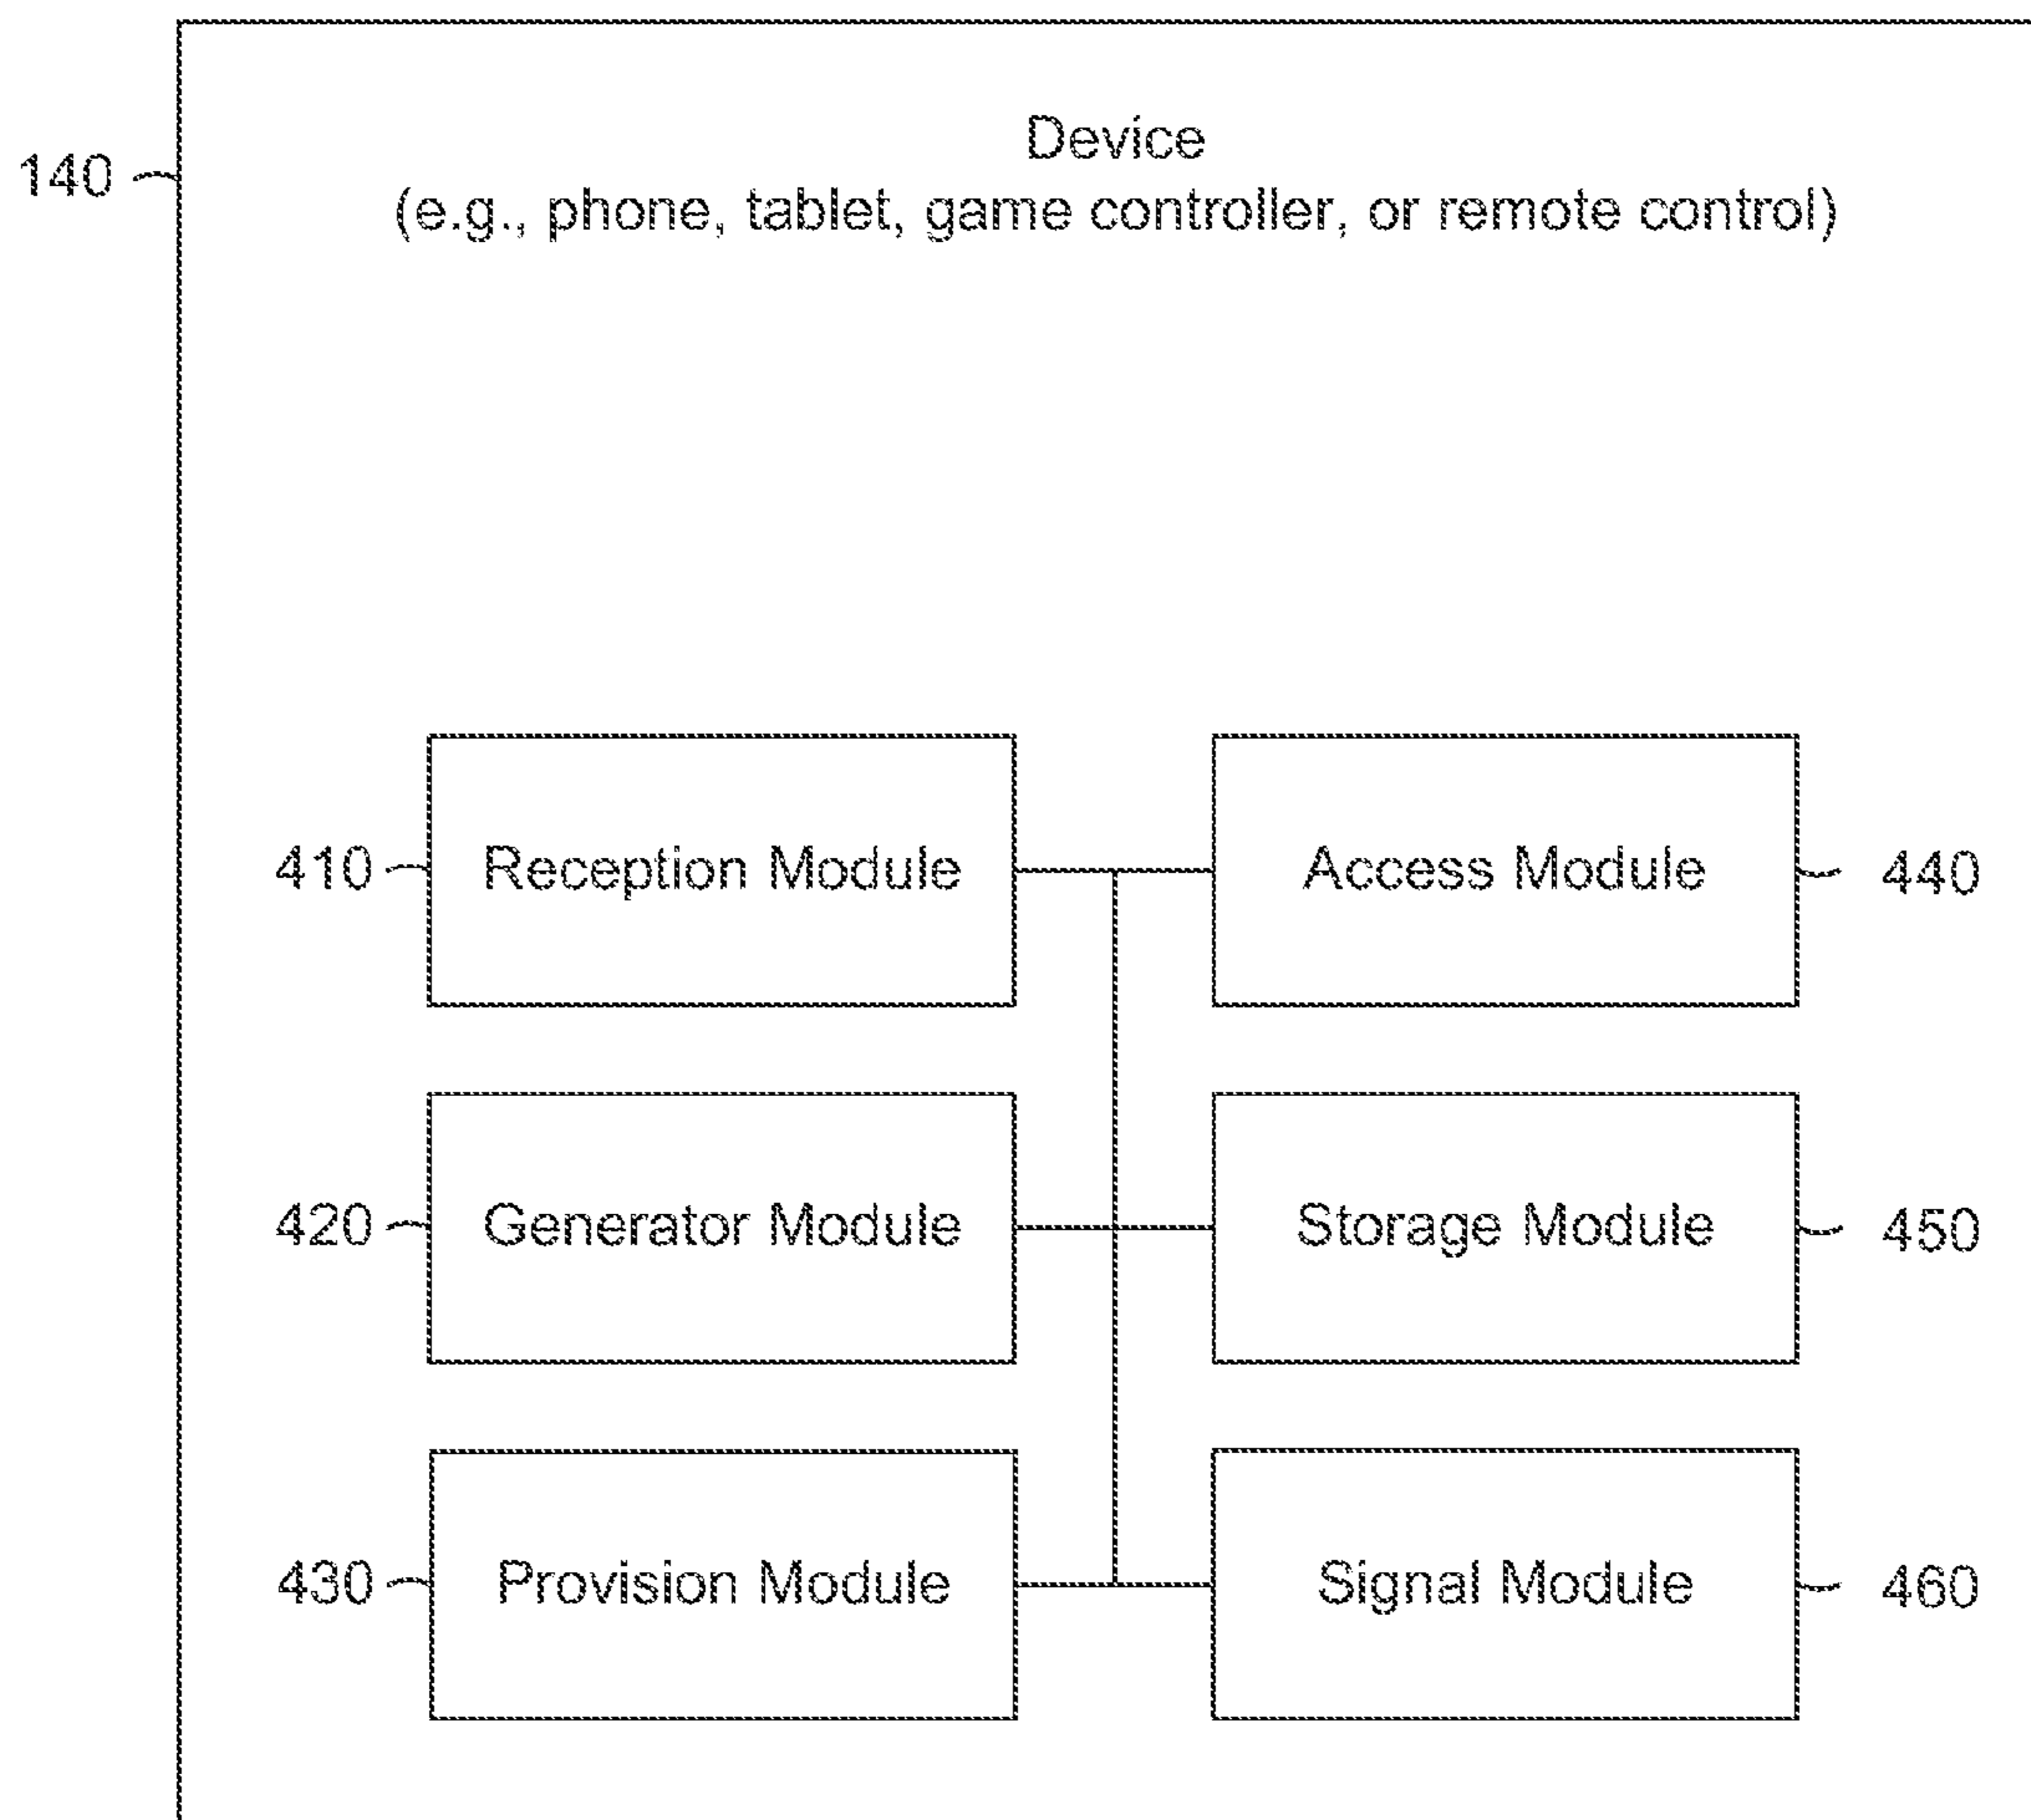 Device
140
(e.g., phone, tablet, game controller, or remote control)
410 Reception Module Access Module 440
420 Generator Module Storage Module 450
430 Provision Module Signal Module 460